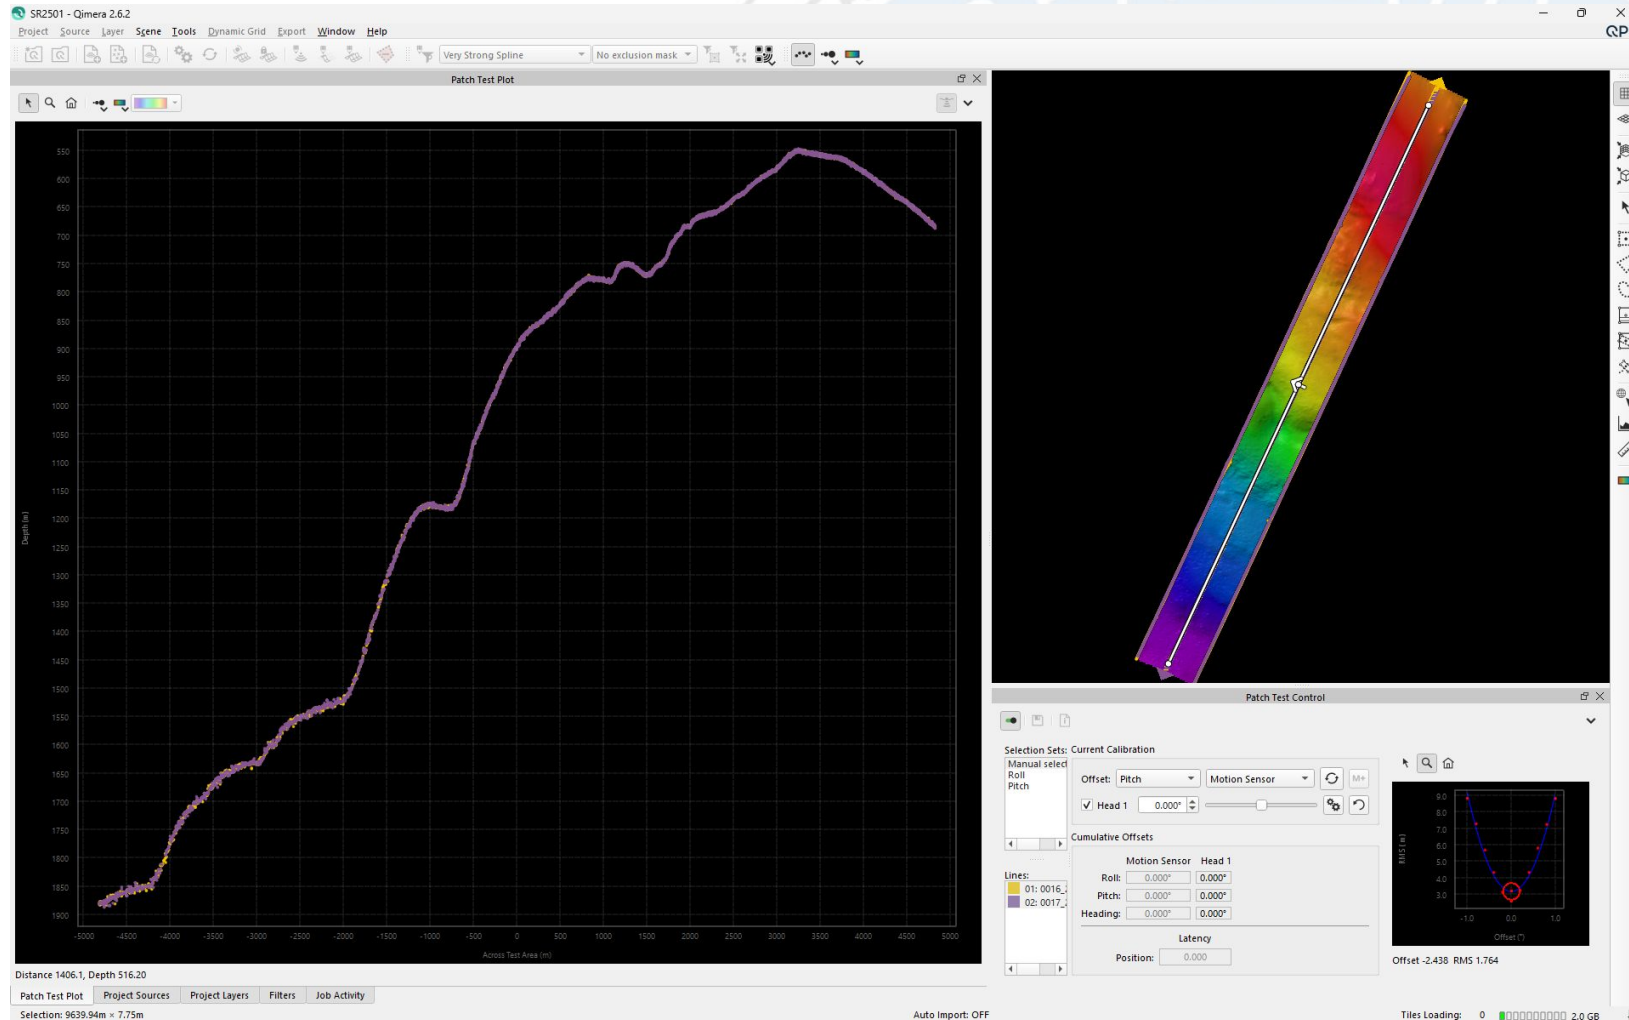 SR2501 - Qimera 2.6.2
Project Source Layer Scene Tools Dynamic Grid Export Window Help
QP
Very Strong Spline
No exclusion mask
Patch Test Plot
550
600
650
700
750
800
850
900
950
1000
1050
1100
1150
1200
1250
1300
1350
1400
1450
1500
1550
1600
1650
1700
1750
1800
1850
1900
Depth (m)
-5000 -4500 -4000 -3500 -3000 -2500 -2000 -1500 -1000 -500 0 500 1000 1500 2000 2500 3000 3500 4000 4500 5000
Across Test Area (m)
Distance 1406.1, Depth 516.20
Patch Test Plot Project Sources Project Layers Filters Job Activity
Selection: 9639.94m × 7.75m
Auto Import: OFF
Patch Test Control
Selection Sets:
Manual select
Roll
Pitch
Lines:
01: 0016_2
02: 0017_2
Current Calibration
Offset: Pitch Motion Sensor M+
Head 1 0.000°
Cumulative Offsets
Motion Sensor Head 1
Roll: 0.000° 0.000°
Pitch: 0.000° 0.000°
Heading: 0.000° 0.000°
Latency
Position: 0.000
9.0
8.0
7.0
6.0
5.0
4.0
3.0
RMS (m)
-1.0 0.0 1.0
Offset (°)
Offset -2.438 RMS 1.764
Tiles Loading: 0 2.0 GB